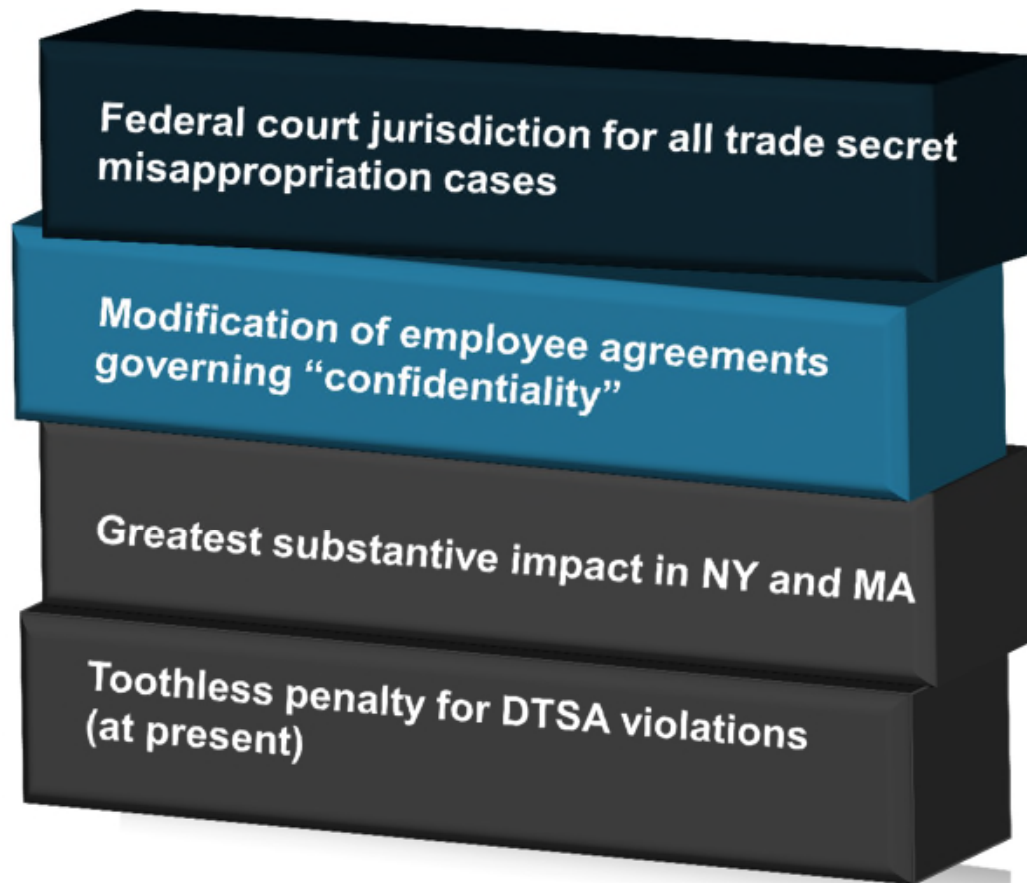 Federal court jurisdiction for all trade secret
misappropriation cases
Modification of employee agreements
governing “confidentiality”
Greatest substantive impact in NY and MA
Toothless penalty for DTSA violations
(at present)